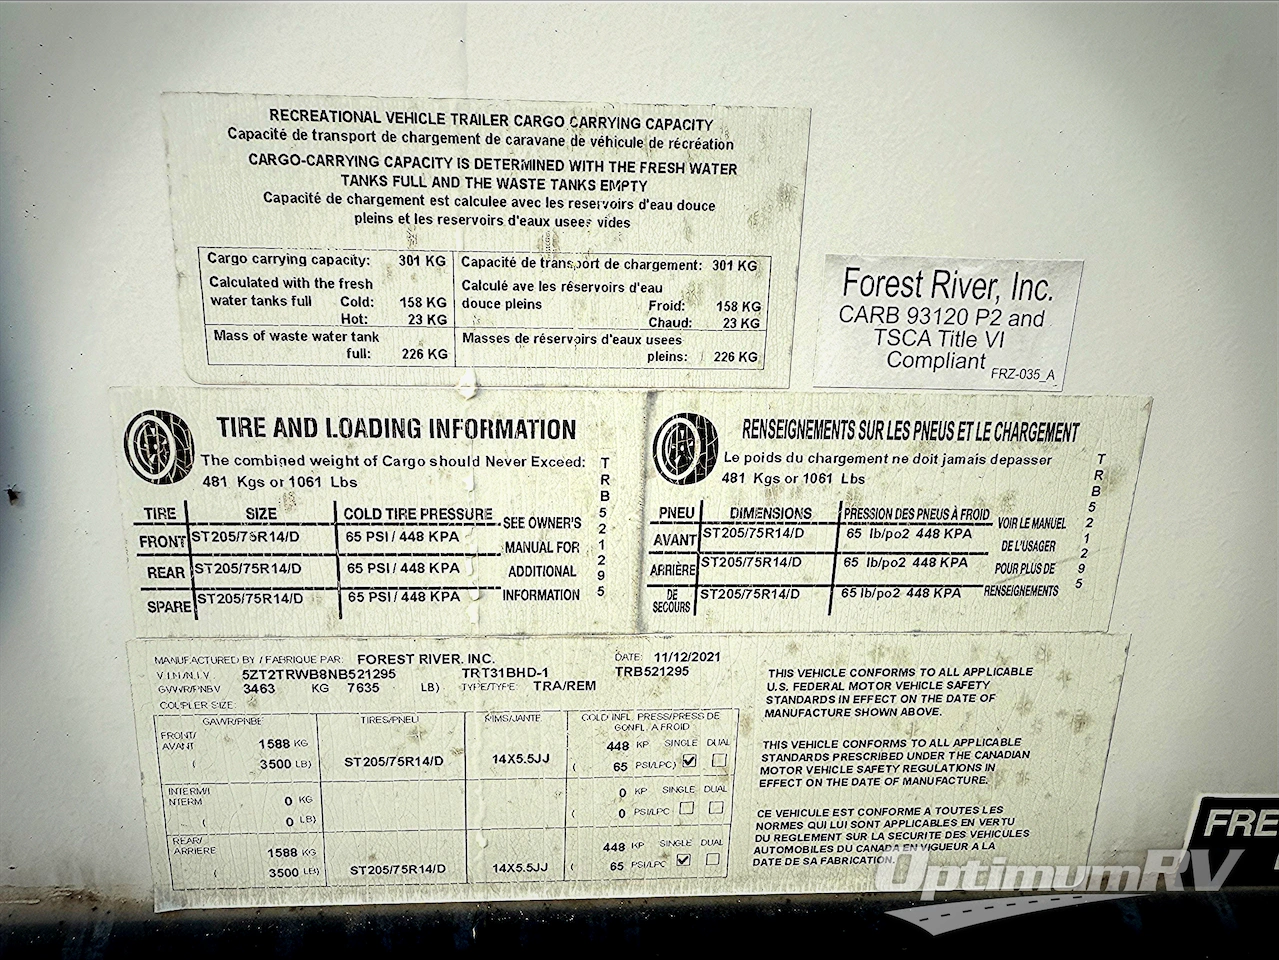 RECREATIONAL VEHICLE TRAILER CARGO CARRYING CAPACITY
Capacité de transport de chargement de caravane de véhicule de récréation
CARGO-CARRYING CAPACITY IS DETERMINED WITH THE FRESH WATER
TANKS FULL AND THE WASTE TANKS EMPTY
Capacité de chargement est calculee avec les reservoirs d'eau douce
pleins et les reservoirs d'eaux usees vides
Cargo carrying capacity: 301 KG
Calculated with the fresh
water tanks full Cold: 158 KG
Hot: 23 KG
Mass of waste water tank
full: 226 KG
Capacité de transport de chargement: 301 KG
Calculé ave les réservoirs d'eau
douce pleins Froid: 158 KG
Chaud: 23 KG
Masses de réservoirs d'eaux usees
pleins: 226 KG
Forest River, Inc.
CARB 93120 P2 and
TSCA Title VI
Compliant
FRZ-035_A
TIRE AND LOADING INFORMATION
The combined weight of Cargo should Never Exceed:
481 Kgs or 1061 Lbs
TIRE SIZE COLD TIRE PRESSURE
FRONT ST205/75R14/D 65 PSI / 448 KPA
REAR ST205/75R14/D 65 PSI / 448 KPA
SPARE ST205/75R14/D 65 PSI / 448 KPA
SEE OWNER'S
MANUAL FOR
ADDITIONAL
INFORMATION
TRB521295
RENSEIGNEMENTS SUR LES PNEUS ET LE CHARGEMENT
Le poids du chargement ne doit jamais depasser
481 Kgs or 1061 Lbs
PNEU DIMENSIONS PRESSION DES PNEUS À FROID
AVANT ST205/75R14/D 65 lb/po2 448 KPA
ARRIÈRE ST205/75R14/D 65 lb/po2 448 KPA
DE SECOURS ST205/75R14/D 65 lb/po2 448 KPA
VOIR LE MANUEL
DE L'USAGER
POUR PLUS DE
RENSEIGNEMENTS
TRB521295
MANUFACTURED BY / FABRIQUE PAR: FOREST RIVER, INC. DATE: 11/12/2021
V.I.N./N.I.V. 5ZT2TRWB8NB521295 TRT31BHD-1 TRB521295
GVWR/PNBV 3463 KG 7635 LB) TYPE/TYPE: TRA/REM
COUPLER SIZE:
GAWR/PNBE TIRES/PNEU RIMS/JANTE COLD INFL. PRESS/PRESS DE
GONFL. A FROID
FRONT/
AVANT 1588 KG 448 KP SINGLE DUAL
( 3500 LB) ST205/75R14/D 14X5.5JJ ( 65 PSI/LPC)
INTERM/I
NTERM 0 KG 0 KP SINGLE DUAL
( 0 LB) ( 0 PSI/LPC
REAR/
ARRIERE 1588 KG 448 KP SINGLE DUAL
( 3500 LB) ST205/75R14/D 14X5.5JJ ( 65 PSI/LPC
THIS VEHICLE CONFORMS TO ALL APPLICABLE
U.S. FEDERAL MOTOR VEHICLE SAFETY
STANDARDS IN EFFECT ON THE DATE OF
MANUFACTURE SHOWN ABOVE.
THIS VEHICLE CONFORMS TO ALL APPLICABLE
STANDARDS PRESCRIBED UNDER THE CANADIAN
MOTOR VEHICLE SAFETY REGULATIONS IN
EFFECT ON THE DATE OF MANUFACTURE.
CE VEHICULE EST CONFORME A TOUTES LES
NORMES QUI LUI SONT APPLICABLES EN VERTU
DU REGLEMENT SUR LA SECURITE DES VEHICULES
AUTOMOBILES DU CANADA EN VIGUEUR A LA
DATE DE SA FABRICATION.
FRE
OptimumRV